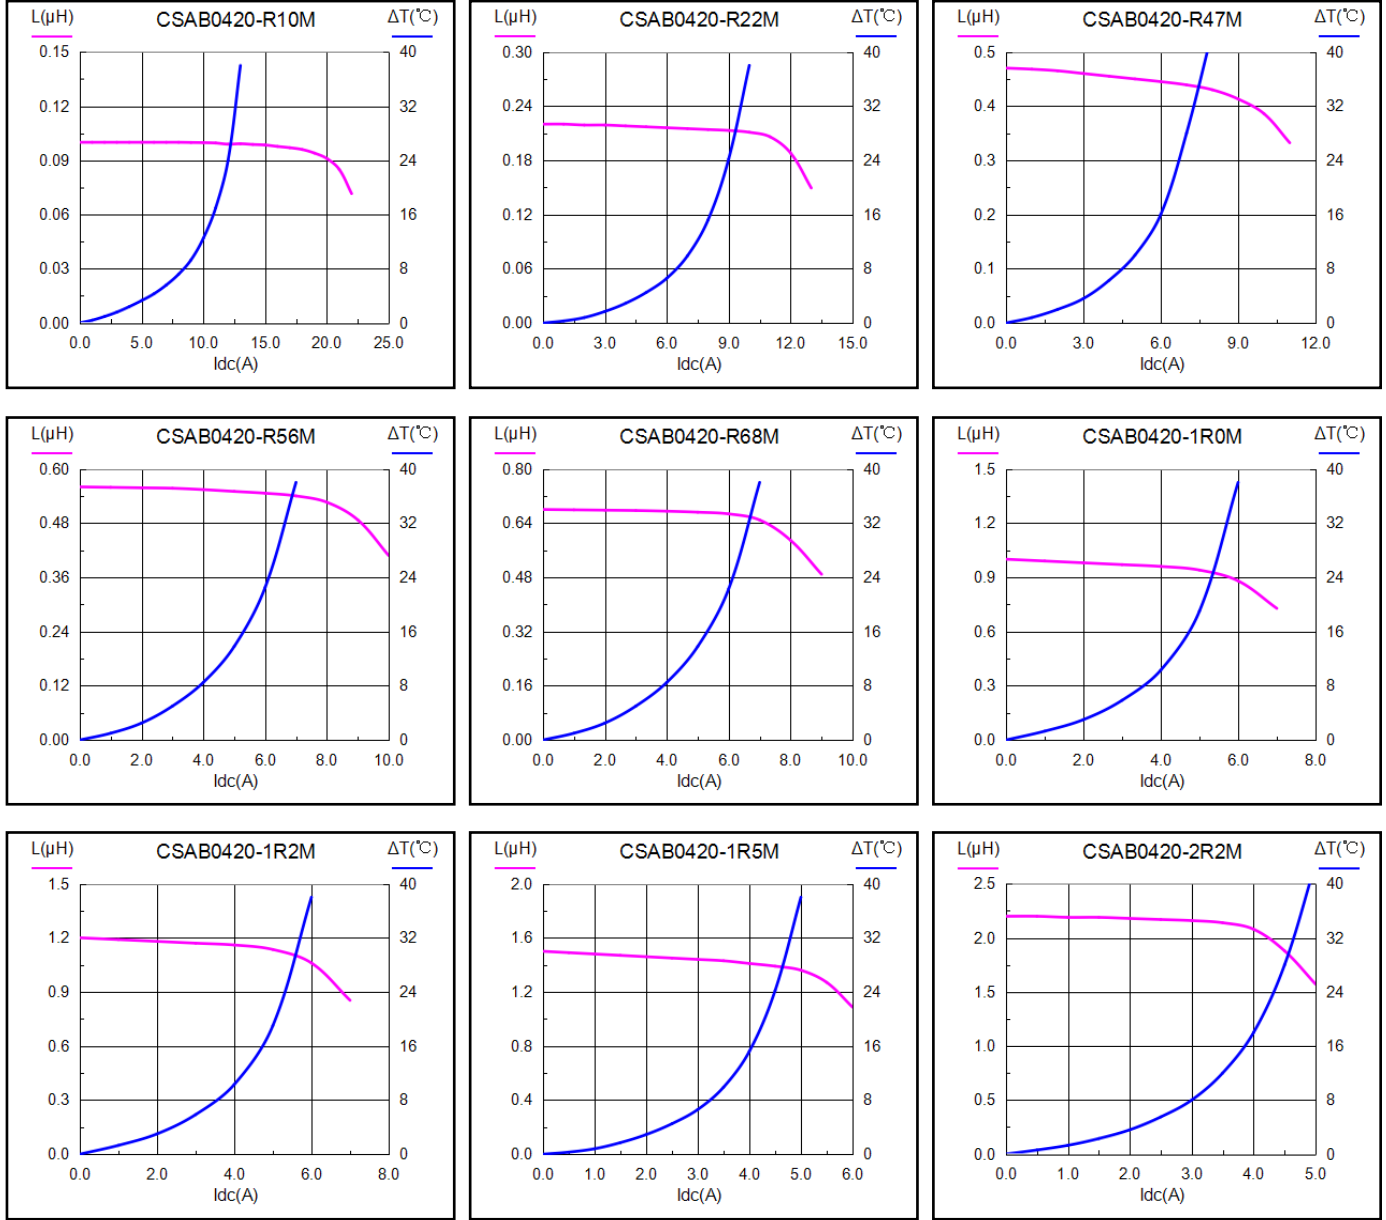 L(μH) CSAB0420-R10M ΔT(℃)
0.15 40
0.12 32
0.09 24
0.06 16
0.03 8
0.00 0
0.0 5.0 10.0 15.0 20.0 25.0
Idc(A)
L(μH) CSAB0420-R22M ΔT(℃)
0.30 40
0.24 32
0.18 24
0.12 16
0.06 8
0.00 0
0.0 3.0 6.0 9.0 12.0 15.0
Idc(A)
L(μH) CSAB0420-R47M ΔT(℃)
0.5 40
0.4 32
0.3 24
0.2 16
0.1 8
0.0 0
0.0 3.0 6.0 9.0 12.0
Idc(A)
L(μH) CSAB0420-R56M ΔT(℃)
0.60 40
0.48 32
0.36 24
0.24 16
0.12 8
0.00 0
0.0 2.0 4.0 6.0 8.0 10.0
Idc(A)
L(μH) CSAB0420-R68M ΔT(℃)
0.80 40
0.64 32
0.48 24
0.32 16
0.16 8
0.00 0
0.0 2.0 4.0 6.0 8.0 10.0
Idc(A)
L(μH) CSAB0420-1R0M ΔT(℃)
1.5 40
1.2 32
0.9 24
0.6 16
0.3 8
0.0 0
0.0 2.0 4.0 6.0 8.0
Idc(A)
L(μH) CSAB0420-1R2M ΔT(℃)
1.5 40
1.2 32
0.9 24
0.6 16
0.3 8
0.0 0
0.0 2.0 4.0 6.0 8.0
Idc(A)
L(μH) CSAB0420-1R5M ΔT(℃)
2.0 40
1.6 32
1.2 24
0.8 16
0.4 8
0.0 0
0.0 1.0 2.0 3.0 4.0 5.0 6.0
Idc(A)
L(μH) CSAB0420-2R2M ΔT(℃)
2.5 40
2.0 32
1.5 24
1.0 16
0.5 8
0.0 0
0.0 1.0 2.0 3.0 4.0 5.0
Idc(A)